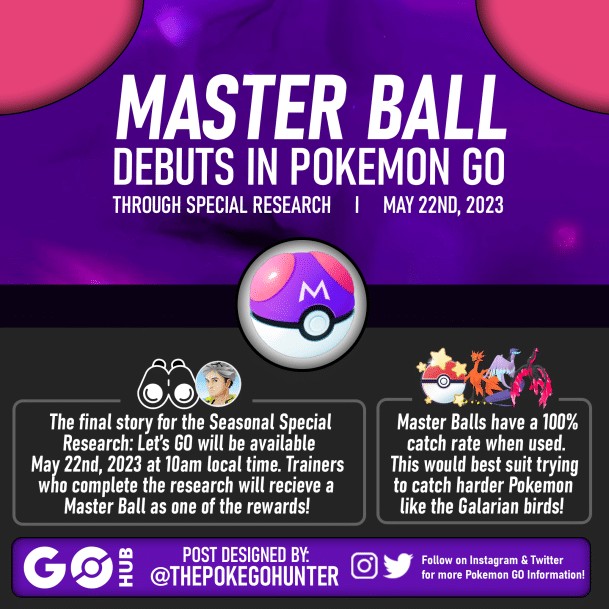 MASTER BALL
DEBUTS IN POKEMON GO
THROUGH SPECIAL RESEARCH | MAY 22ND, 2023
M
The final story for the Seasonal Special
Research: Let's GO will be available
May 22nd, 2023 at 10am local time. Trainers
who complete the research will recieve a
Master Ball as one of the rewards!
Master Balls have a 100%
catch rate when used.
This would best suit trying
to catch harder Pokemon
like the Galarian birds!
GO HUB
POST DESIGNED BY:
@THEPOKEGOHUNTER
Follow on Instagram & Twitter
for more Pokemon GO Information!